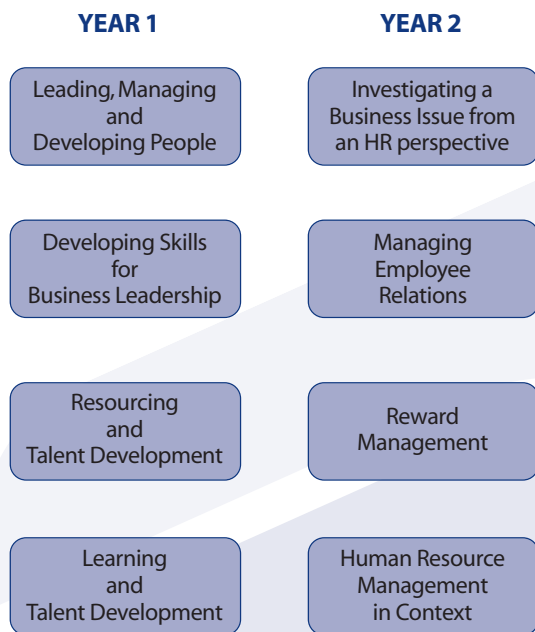 YEAR 1
Leading, Managing
and
Developing People
Developing Skills
for
Business Leadership
Resourcing
and
Talent Development
Learning
and
Talent Development
YEAR 2
Investigating a
Business Issue from
an HR perspective
Managing
Employee
Relations
Reward
Management
Human Resource
Management
in Context